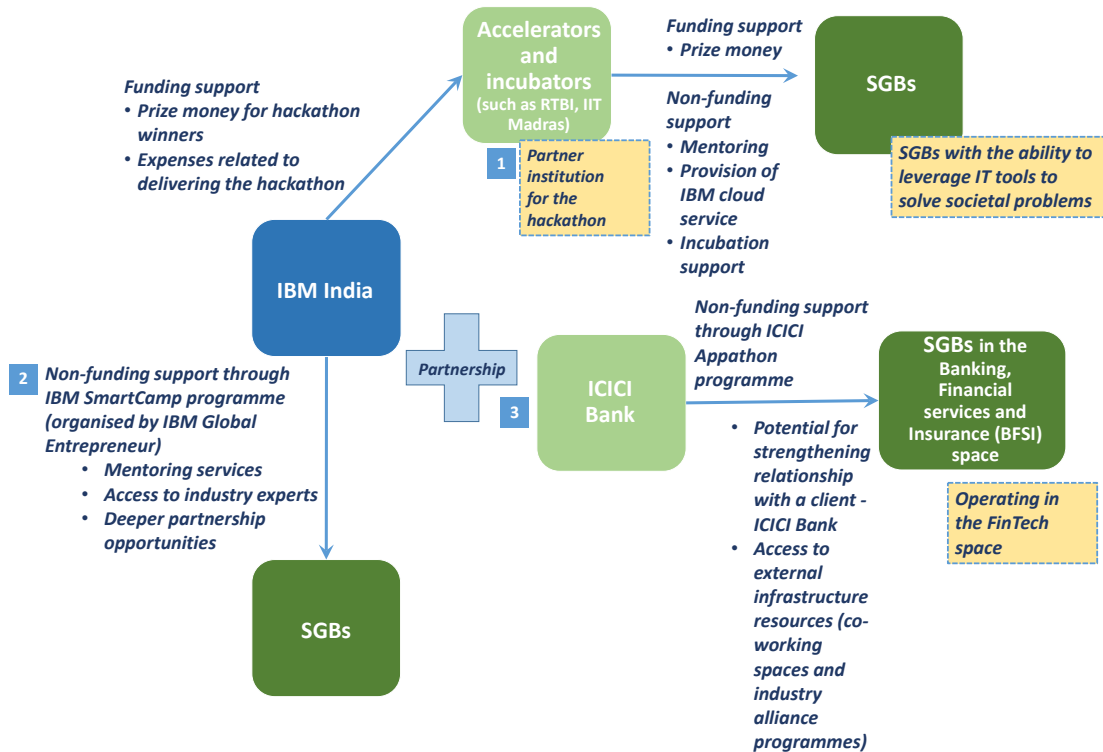 Funding support
• Prize money for hackathon
winners
• Expenses related to
delivering the hackathon
Accelerators
and
incubators
(such as RTBI, IIT
Madras)
1
Partner
institution
for the
hackathon
Funding support
• Prize money
Non-funding
support
• Mentoring
• Provision of
IBM cloud
service
• Incubation
support
SGBs
SGBs with the ability to
leverage IT tools to
solve societal problems
IBM India
2
Non-funding support through
IBM SmartCamp programme
(organised by IBM Global
Entrepreneur)
• Mentoring services
• Access to industry experts
• Deeper partnership
opportunities
SGBs
Partnership
3
ICICI
Bank
Non-funding support
through ICICI
Appathon
programme
• Potential for
strengthening
relationship
with a client -
ICICI Bank
• Access to
external
infrastructure
resources (co-
working
spaces and
industry
alliance
programmes)
SGBs in the
Banking,
Financial
services and
Insurance (BFSI)
space
Operating in
the FinTech
space